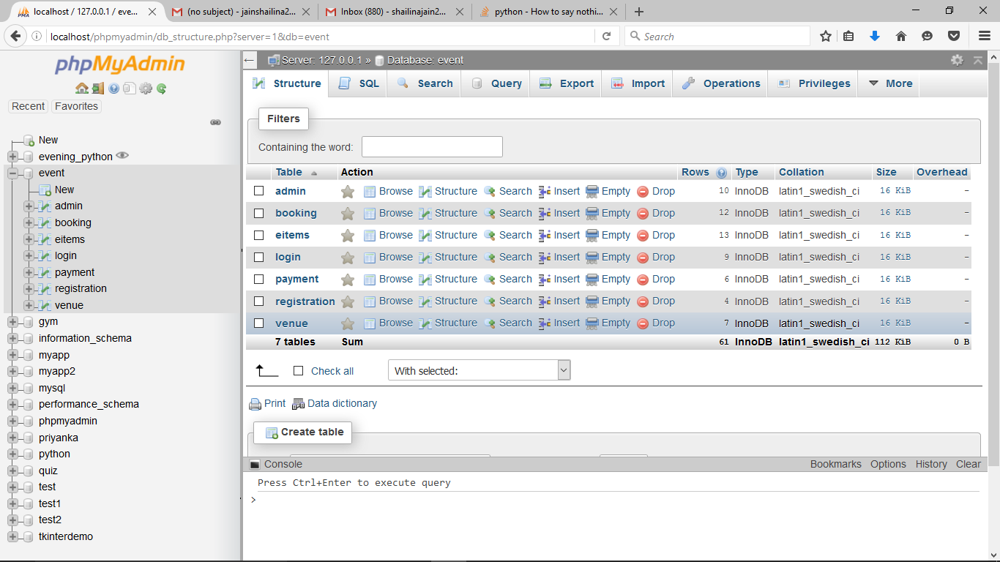 localhost / 127.0.0.1 / eve...
(no subject) - jainshailina2...
Inbox (880) - shailinajain2...
python - How to say nothi...
localhost/phpmyadmin/db_structure.php?server=1&db=event
Search
phpMyAdmin
Recent Favorites
New
evening_python
event
New
admin
booking
eitems
login
payment
registration
venue
gym
information_schema
myapp
myapp2
mysql
performance_schema
phpmyadmin
priyanka
python
quiz
test
test1
test2
tkinterdemo
Server: 127.0.0.1 » Database: event
Structure SQL Search Query Export Import Operations Privileges More
Filters
Containing the word:
Table Action Rows Type Collation Size Overhead
admin Browse Structure Search Insert Empty Drop 10 InnoDB latin1_swedish_ci 16 KiB -
booking Browse Structure Search Insert Empty Drop 12 InnoDB latin1_swedish_ci 16 KiB -
eitems Browse Structure Search Insert Empty Drop 13 InnoDB latin1_swedish_ci 16 KiB -
login Browse Structure Search Insert Empty Drop 9 InnoDB latin1_swedish_ci 16 KiB -
payment Browse Structure Search Insert Empty Drop 6 InnoDB latin1_swedish_ci 16 KiB -
registration Browse Structure Search Insert Empty Drop 4 InnoDB latin1_swedish_ci 16 KiB -
venue Browse Structure Search Insert Empty Drop 7 InnoDB latin1_swedish_ci 16 KiB -
7 tables Sum 61 InnoDB latin1_swedish_ci 112 KiB 0 B
Check all With selected:
Print Data dictionary
Create table
Console Bookmarks Options History Clear
Press Ctrl+Enter to execute query
>